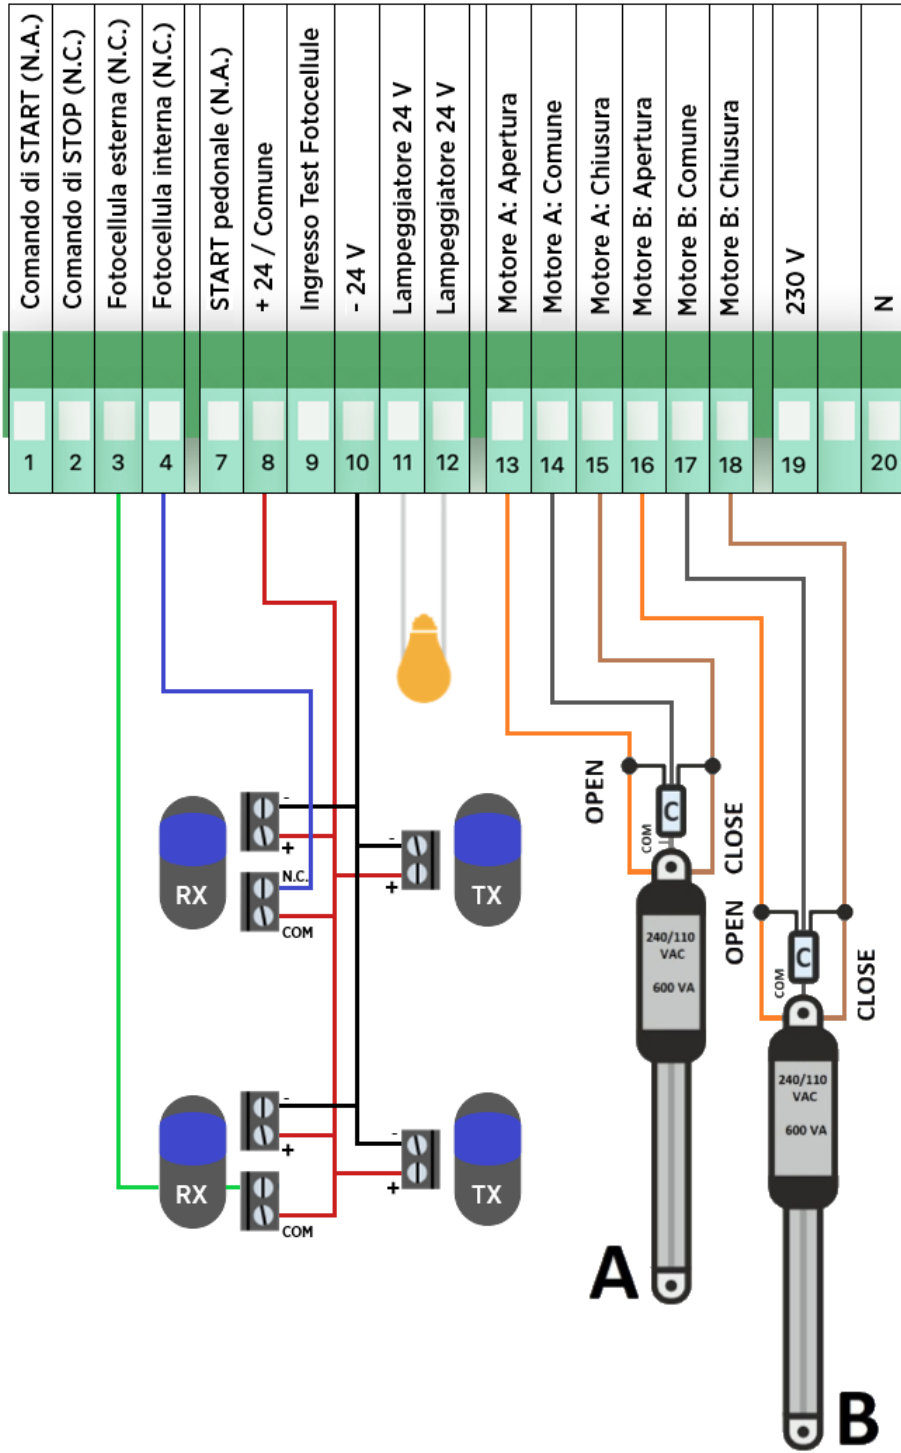 Comando di START (N.A.)
Comando di STOP (N.C.)
Fotocellula esterna (N.C.)
Fotocellula interna (N.C.)
START pedonale (N.A.)
+ 24 / Comune
Ingresso Test Fotocellule
- 24 V
Lampeggiatore 24 V
Lampeggiatore 24 V
Motore A: Apertura
Motore A: Comune
Motore A: Chiusura
Motore B: Apertura
Motore B: Comune
Motore B: Chiusura
230 V
N
1 2 3 4 7 8 9 10 11 12 13 14 15 16 17 18 19 20
OPEN
C
COM
CLOSE
-
+
N.C.
COM
RX
-
+
TX
240/110
VAC
600 VA
OPEN
C
COM
CLOSE
240/110
VAC
600 VA
-
+
COM
RX
-
+
TX
A
B